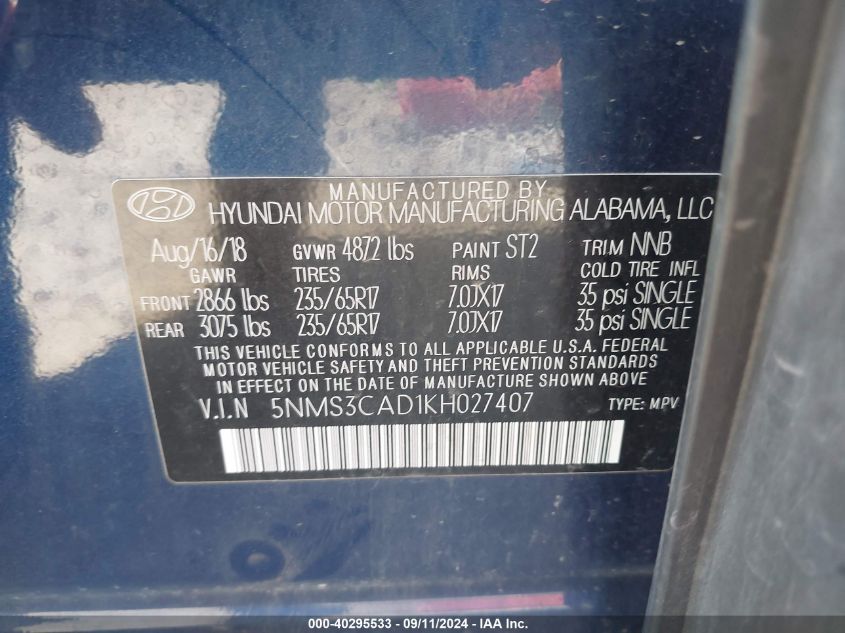 MANUFACTURED BY
HYUNDAI MOTOR MANUFACTURING ALABAMA, LLC
Aug/16/18 GVWR 4872 lbs PAINT ST2 TRIM NNB
GAWR TIRES RIMS COLD TIRE INFL
FRONT 2866 lbs 235/65R17 7.0JX17 35 psi SINGLE
REAR 3075 lbs 235/65R17 7.0JX17 35 psi SINGLE
THIS VEHICLE CONFORMS TO ALL APPLICABLE U.S.A. FEDERAL
MOTOR VEHICLE SAFETY AND THEFT PREVENTION STANDARDS
IN EFFECT ON THE DATE OF MANUFACTURE SHOWN ABOVE
V.I.N 5NMS3CAD1KH027407 TYPE: MPV
000-40295533 - 09/11/2024 - IAA Inc.